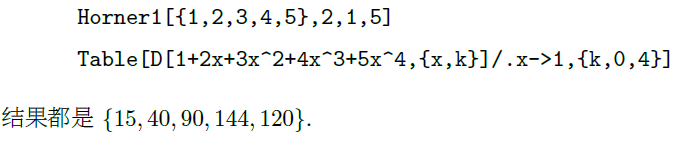 Horner1[{1,2,3,4,5},2,1,5]
Table[D[1+2x+3x^2+4x^3+5x^4,{x,k}]/.x->1,{k,0,4}]
结果都是 {15, 40, 90, 144, 120}.